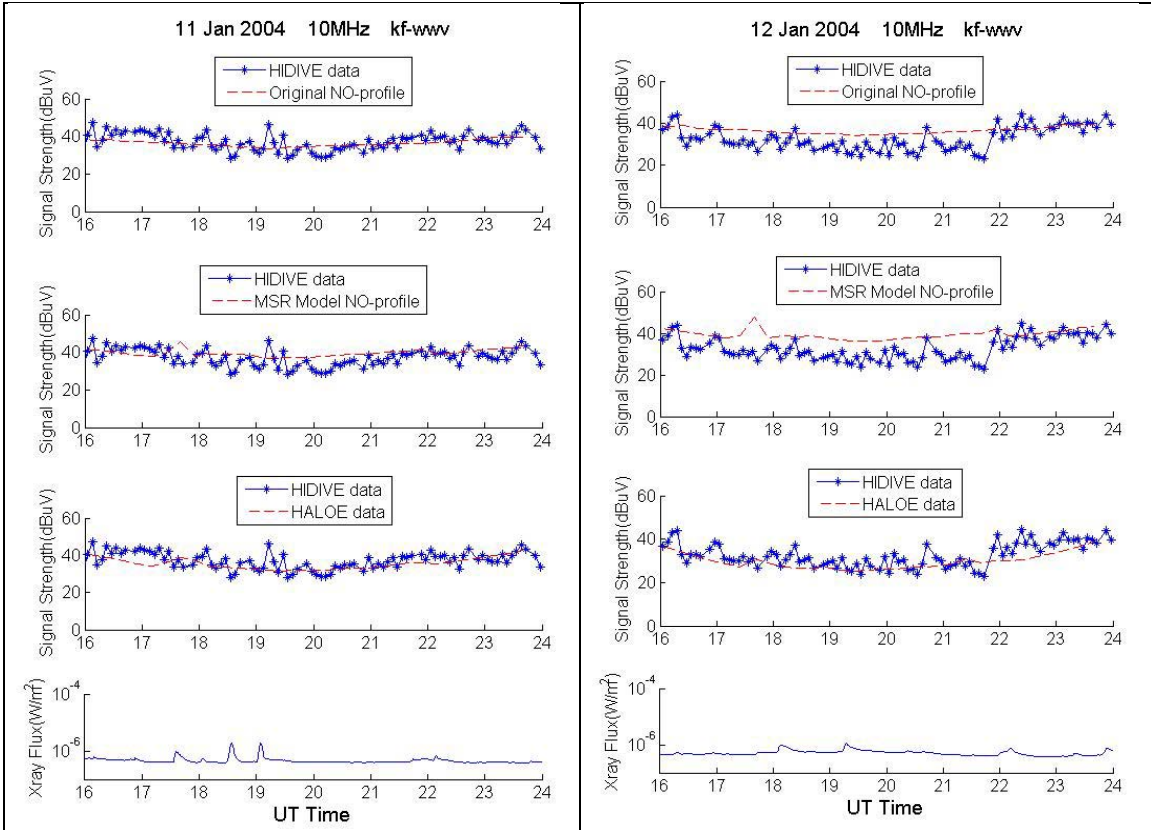 11 Jan 2004 10MHz kf-wwv
HIDIVE data
Original NO-profile
Signal Strength(dBuV)
60
40
20
0
16 17 18 19 20 21 22 23 24
HIDIVE data
MSR Model NO-profile
Signal Strength(dBuV)
60
40
20
0
16 17 18 19 20 21 22 23 24
HIDIVE data
HALOE data
Signal Strength(dBuV)
60
40
20
0
16 17 18 19 20 21 22 23 24
Xray Flux(W/m²)
10⁻⁴
10⁻⁶
16 17 18 19 20 21 22 23 24
UT Time
12 Jan 2004 10MHz kf-wwv
HIDIVE data
Original NO-profile
Signal Strength(dBuV)
60
40
20
0
16 17 18 19 20 21 22 23 24
HIDIVE data
MSR Model NO-profile
Signal Strength(dBuV)
60
40
20
0
16 17 18 19 20 21 22 23 24
HIDIVE data
HALOE data
Signal Strength(dBuV)
60
40
20
0
16 17 18 19 20 21 22 23 24
Xray Flux(W/m²)
10⁻⁴
10⁻⁶
16 17 18 19 20 21 22 23 24
UT Time